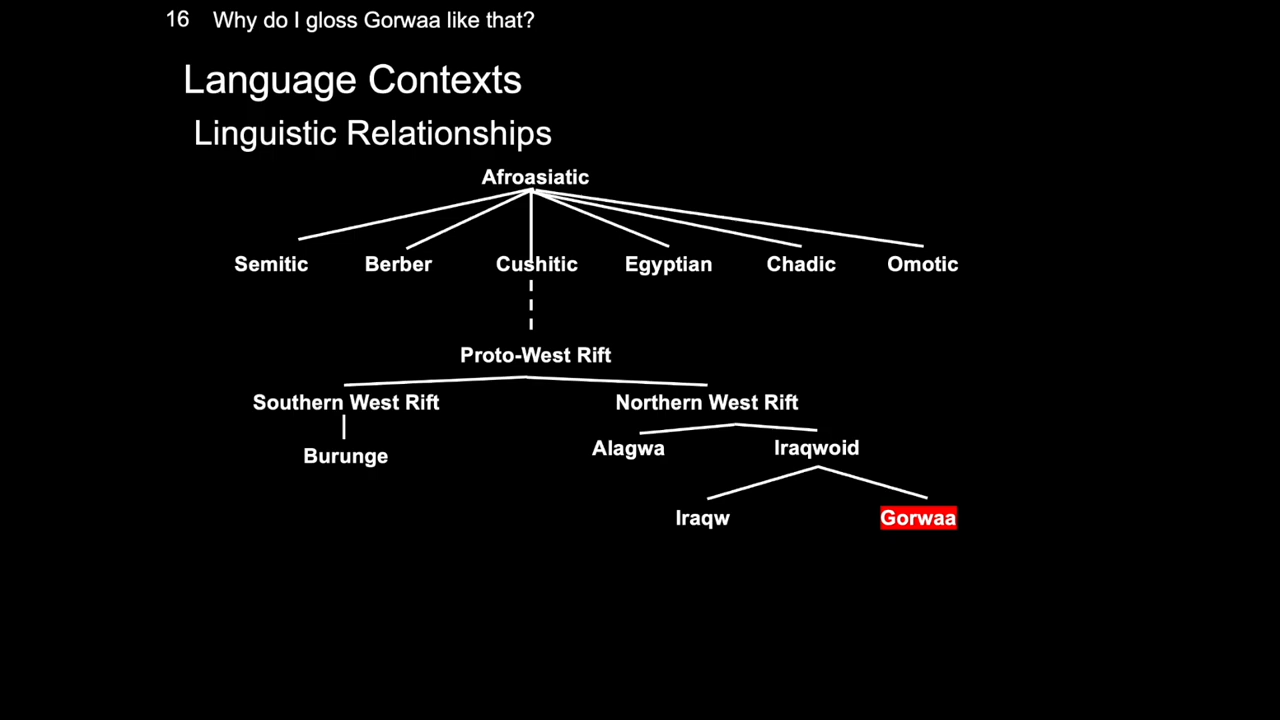 16 Why do I gloss Gorwaa like that?
Language Contexts
Linguistic Relationships
Afroasiatic
Semitic Berber Cushitic Egyptian Chadic Omotic
Proto-West Rift
Southern West Rift Northern West Rift
Burunge Alagwa Iraqwoid
Iraqw Gorwaa